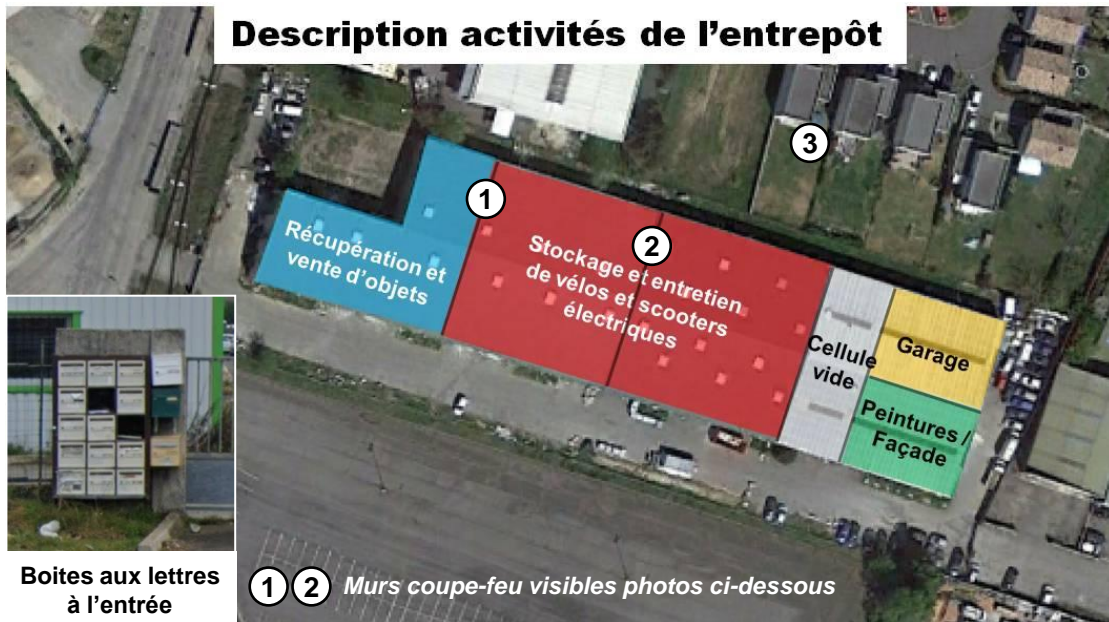 Description activités de l’entrepôt
3
1
2
Récupération et
vente d’objets
Stockage et entretien
de vélos et scooters
électriques
Cellule
vide
Garage
Peintures /
Façade
Boites aux lettres
à l’entrée
1 2 Murs coupe-feu visibles photos ci-dessous